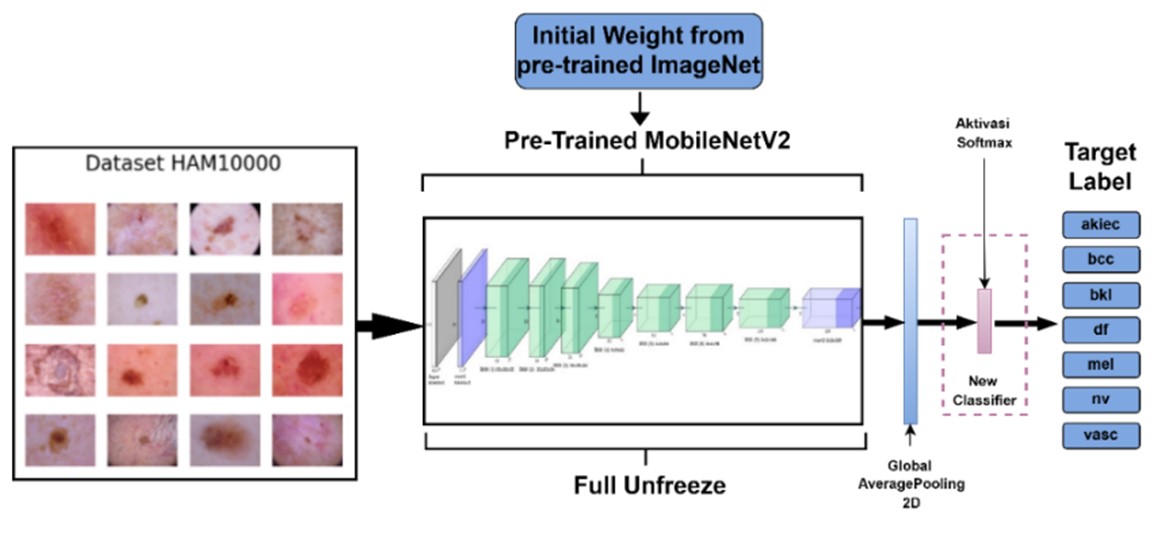 Initial Weight from
pre-trained ImageNet
Pre-Trained MobileNetV2
Dataset HAM10000
Aktivasi
Softmax
Target
Label
akiec
bcc
bkl
df
mel
nv
vasc
New
Classifier
Global
AveragePooling
2D
Full Unfreeze